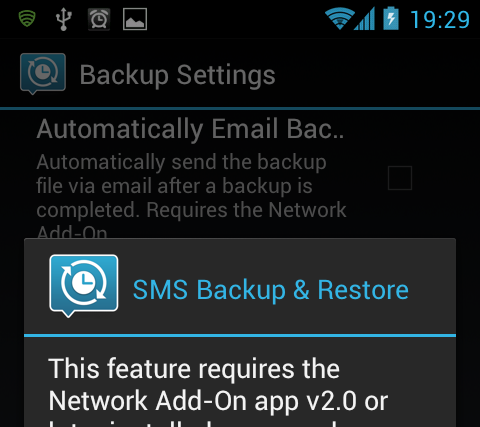 19:29
Backup Settings
Automatically Email Bac..
Automatically send the backup
file via email after a backup is
completed. Requires the Network
Add-On
SMS Backup & Restore
This feature requires the
Network Add-On app v2.0 or